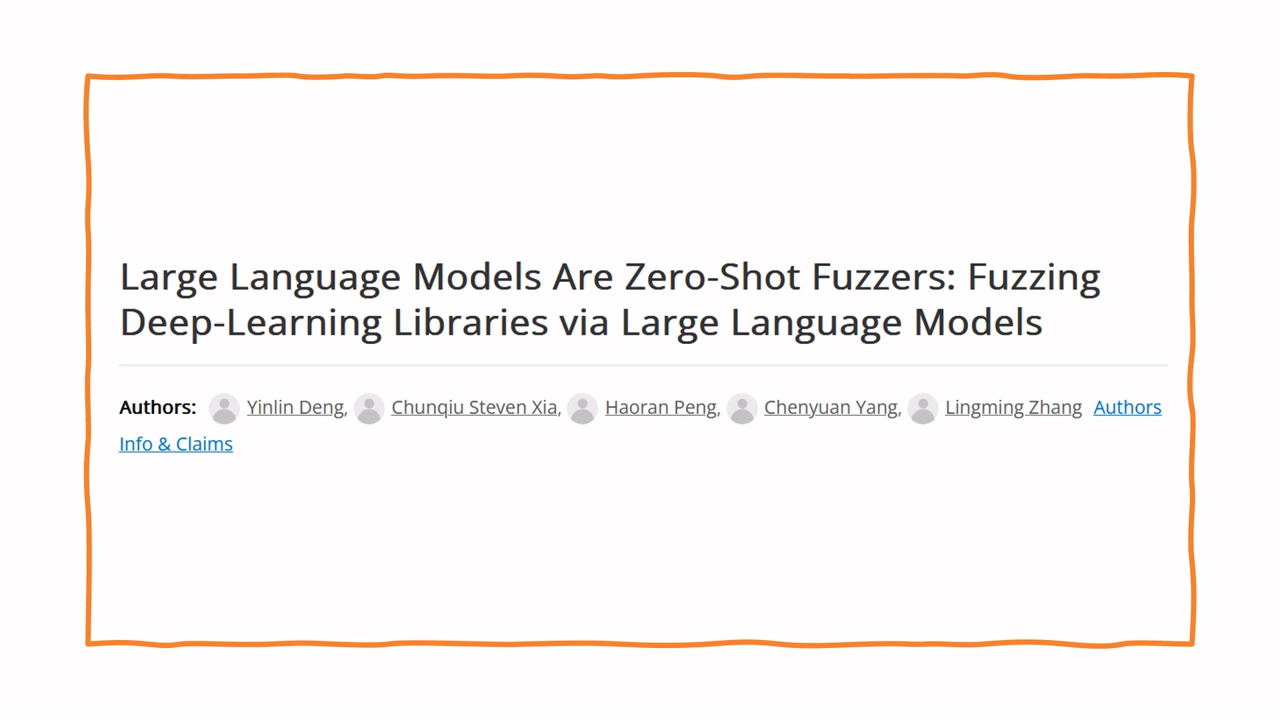 Large Language Models Are Zero-Shot Fuzzers: Fuzzing
Deep-Learning Libraries via Large Language Models
Authors: Yinlin Deng, Chunqiu Steven Xia, Haoran Peng, Chenyuan Yang, Lingming Zhang Authors
Info & Claims